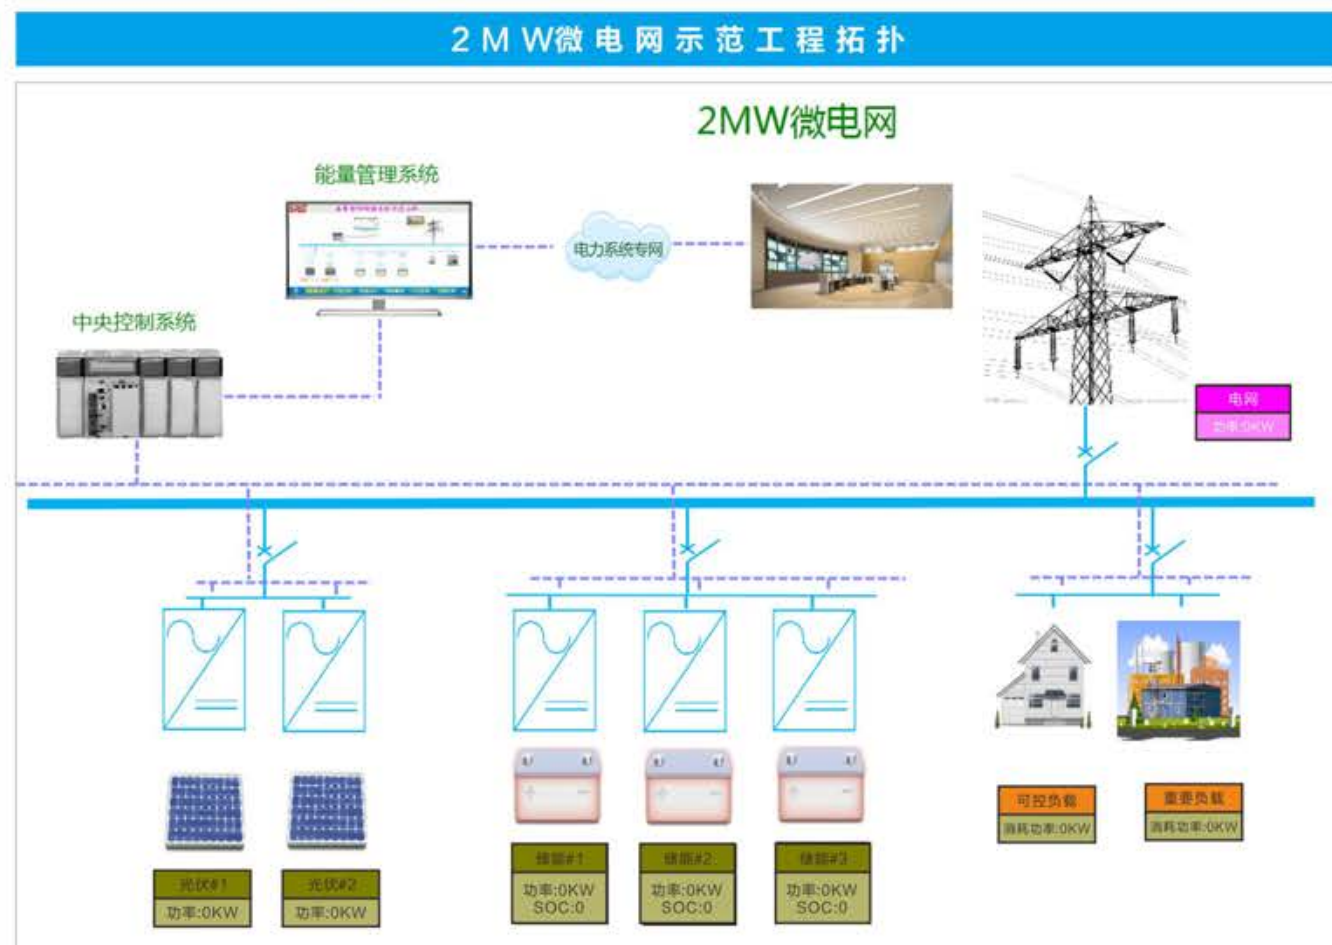 2MW微电网示范工程拓扑
2MW微电网
能量管理系统
电力系统专网
中央控制系统
电网
功率:0KW
可控负载
消耗功率:0KW
重要负载
消耗功率:0KW
储能#1
功率:0KW
SOC:0
储能#2
功率:0KW
SOC:0
储能#3
功率:0KW
SOC:0
光伏#1
功率:0KW
光伏#2
功率:0KW